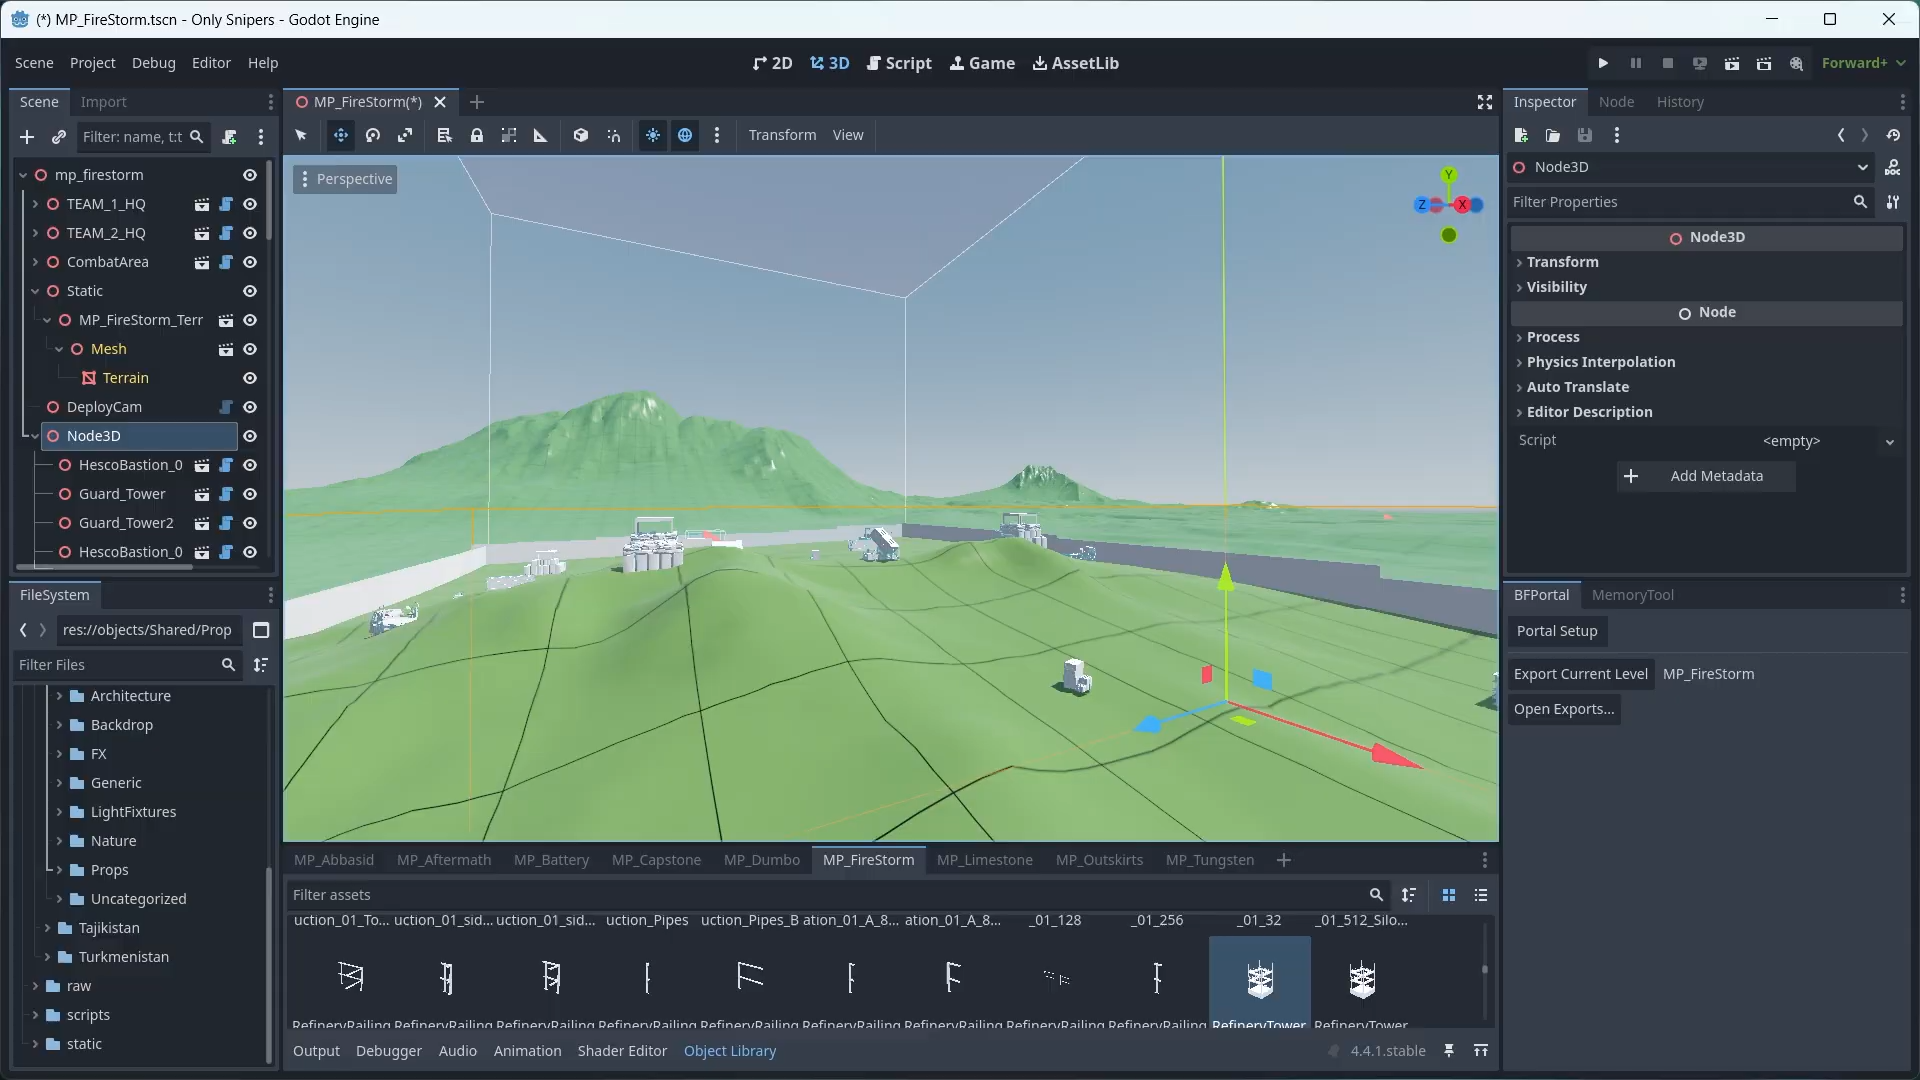 (*) MP_FireStorm.tscn - Only Snipers - Godot Engine
Scene Project Debug Editor Help
2D 3D Script Game AssetLib
Forward+
Scene Import
MP_FireStorm(*)
Inspector Node History
Filter: name, t:t
Transform View
Node3D
Filter Properties
mp_firestorm
TEAM_1_HQ
TEAM_2_HQ
CombatArea
Static
MP_FireStorm_Terr
Mesh
Terrain
DeployCam
Node3D
HescoBastion_0
Guard_Tower
Guard_Tower2
HescoBastion_0
Perspective
Y
Z
X
Node3D
Transform
Visibility
Node
Process
Physics Interpolation
Auto Translate
Editor Description
Script <empty>
Add Metadata
FileSystem
res://objects/Shared/Prop
Filter Files
Architecture
Backdrop
FX
Generic
LightFixtures
Nature
Props
Uncategorized
Tajikistan
Turkmenistan
raw
scripts
static
BFPortal MemoryTool
Portal Setup
Export Current Level MP_FireStorm
Open Exports...
MP_Abbasid MP_Aftermath MP_Battery MP_Capstone MP_Dumbo MP_FireStorm MP_Limestone MP_Outskirts MP_Tungsten
Filter assets
uction_01_To... uction_01_sid... uction_01_sid... uction_Pipes uction_Pipes_B ation_01_A_8... ation_01_A_8... _01_128 _01_256 _01_32 _01_512_Silo...
RefineryRailing RefineryRailing RefineryRailing RefineryRailing RefineryRailing RefineryRailing RefineryRailing RefineryRailing RefineryRailing RefineryTower RefineryTower
Output Debugger Audio Animation Shader Editor Object Library
4.4.1.stable